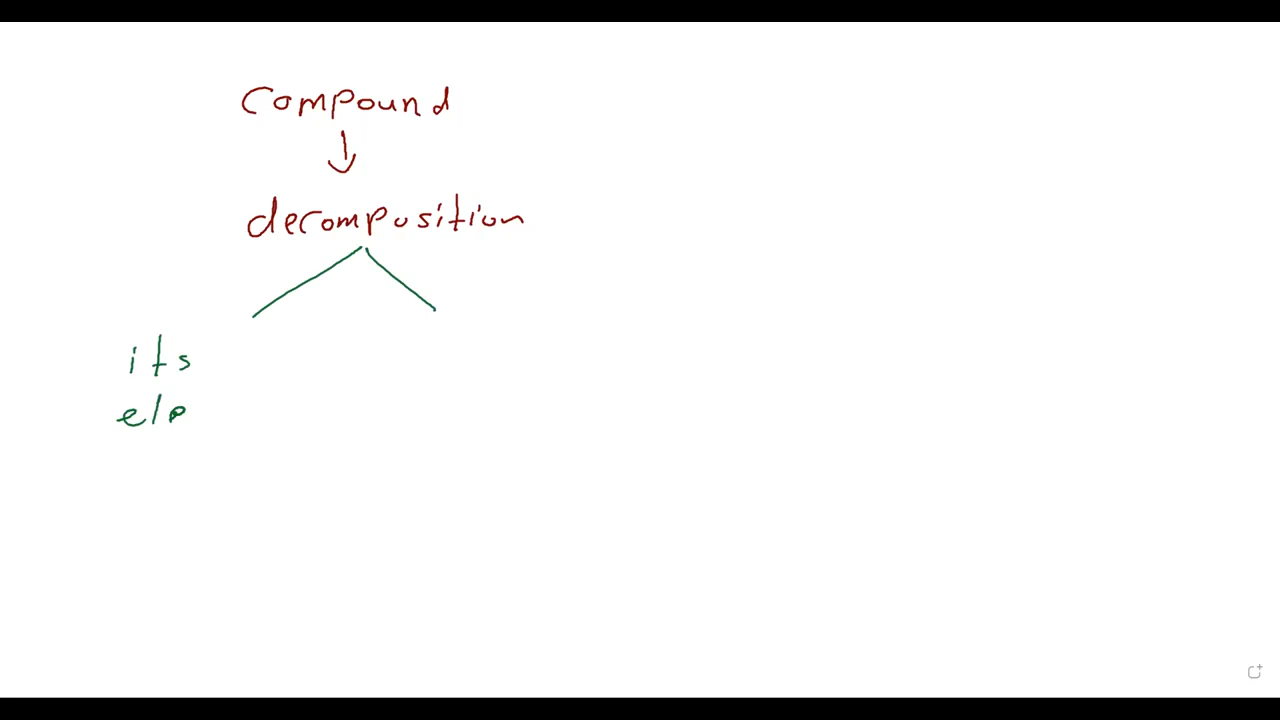 compound
↓
decomposition
its
ele